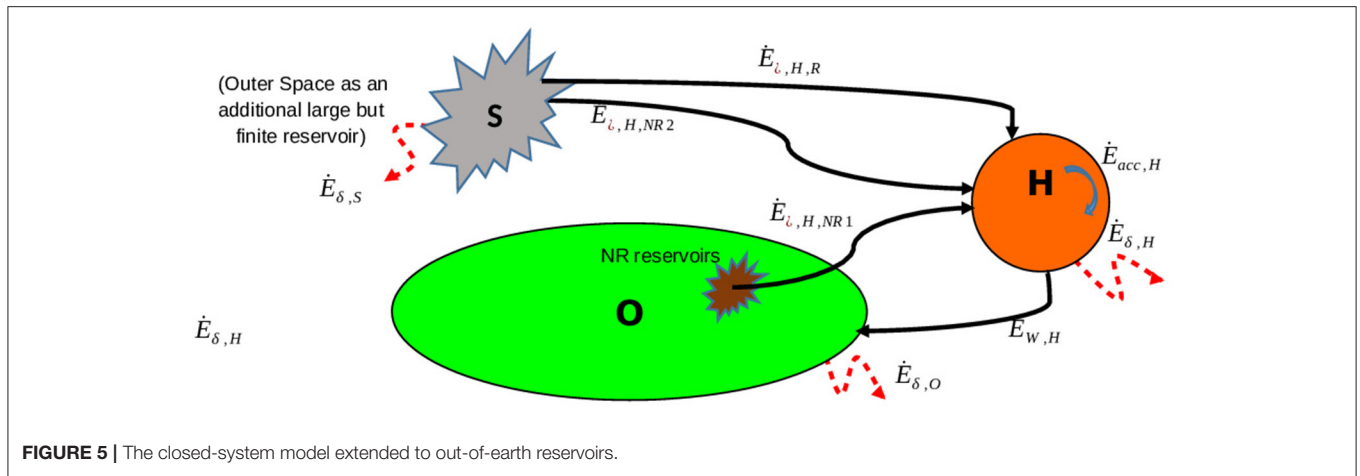 Ė¿,H,R
(Outer Space as an
additional large but
finite reservoir)
S
E¿,H,NR2
Ėacc,H
H
Ėδ,S
Ė¿,H,NR1
Ėδ,H
NR reservoirs
O
Ėδ,H
EW,H
Ėδ,O
FIGURE 5 | The closed-system model extended to out-of-earth reservoirs.